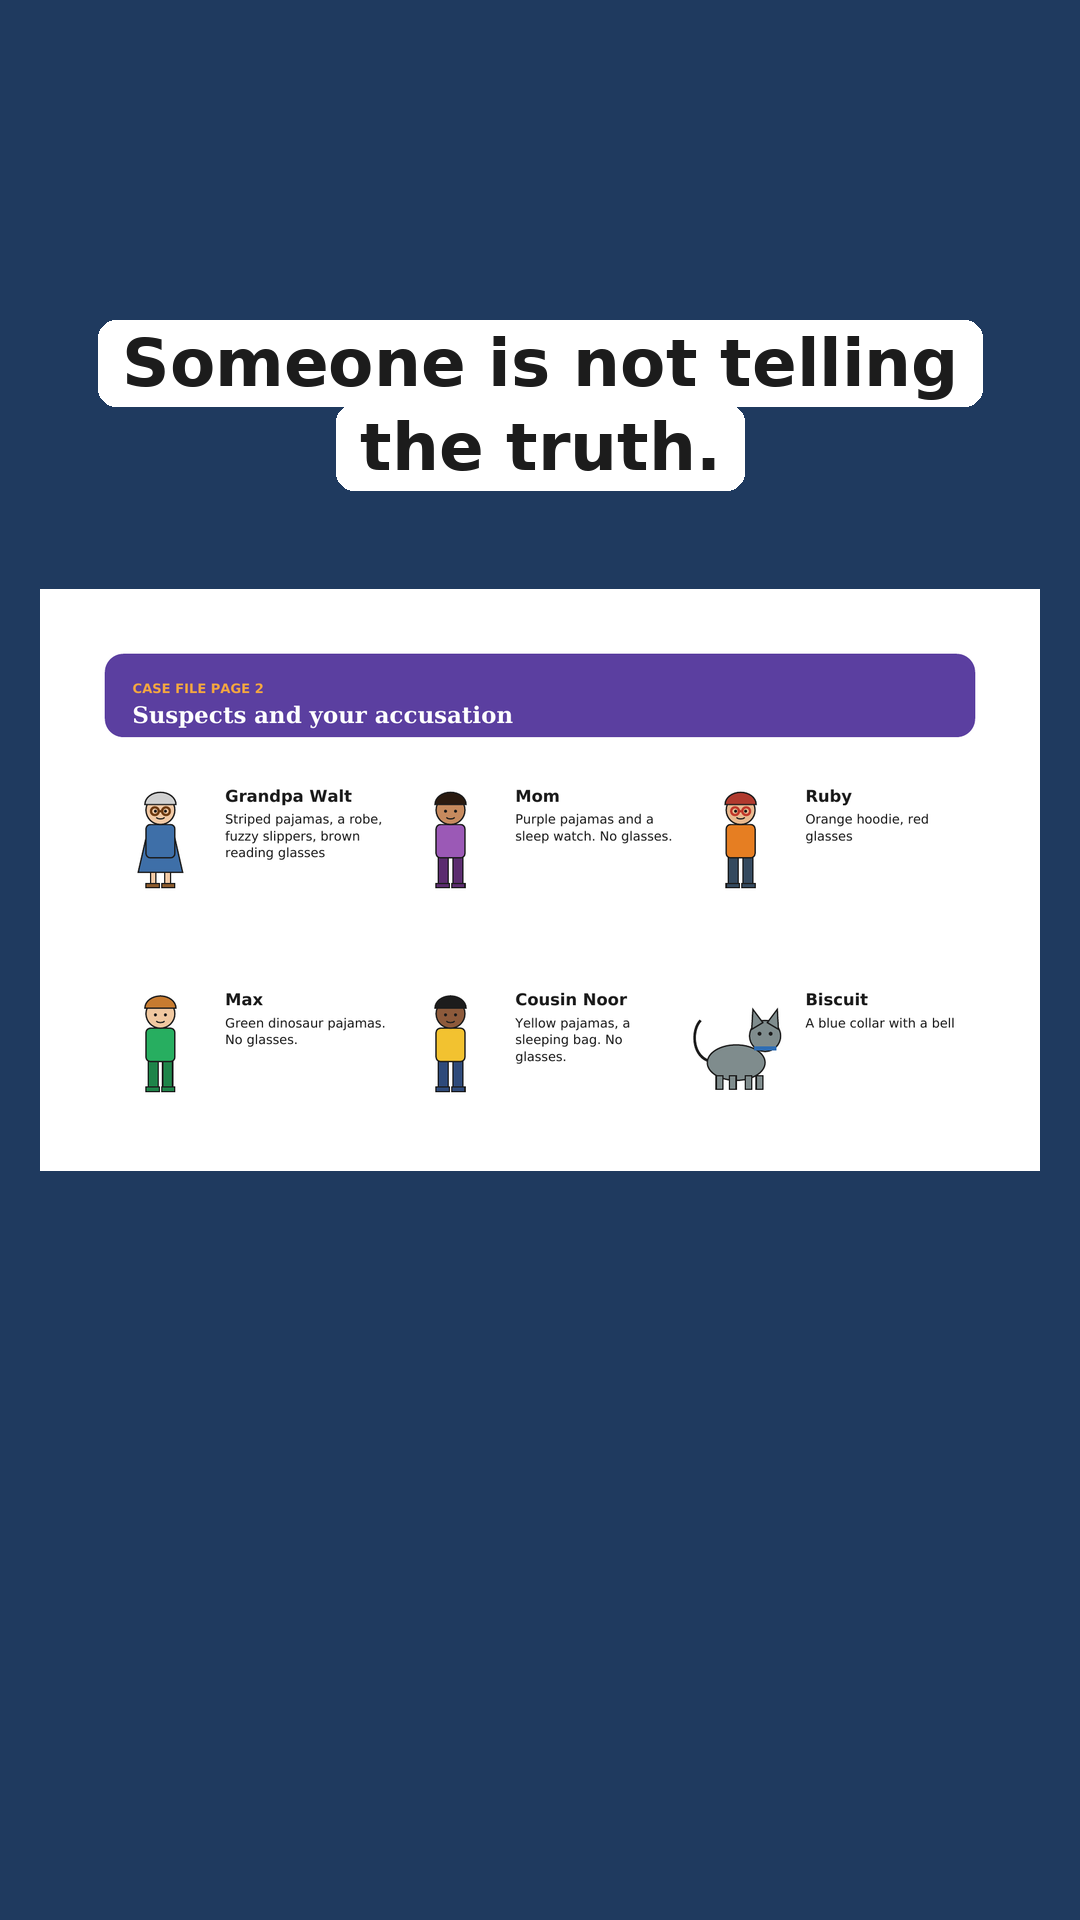 Someone is not telling
the truth.
CASE FILE PAGE 2
Suspects and your accusation
Grandpa Walt
Striped pajamas, a robe,
fuzzy slippers, brown
reading glasses
Mom
Purple pajamas and a
sleep watch. No glasses.
Ruby
Orange hoodie, red
glasses
Max
Green dinosaur pajamas.
No glasses.
Cousin Noor
Yellow pajamas, a
sleeping bag. No
glasses.
Biscuit
A blue collar with a bell